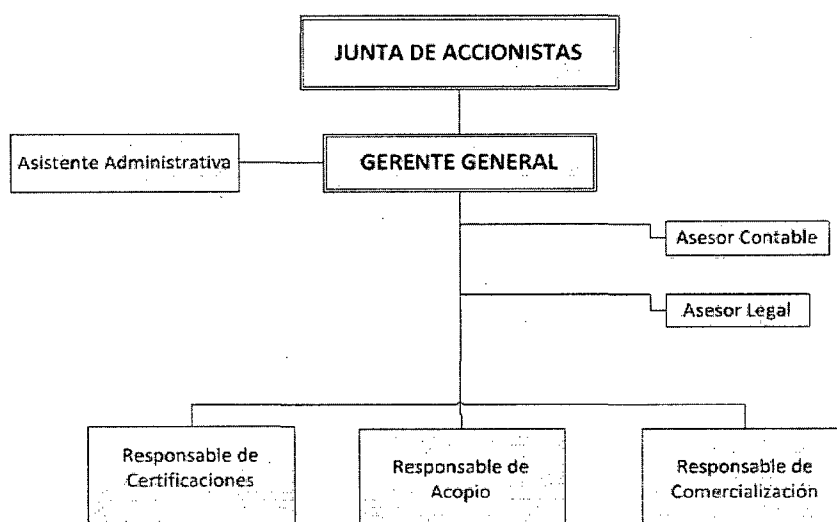 JUNTA DE ACCIONISTAS
Asistente Administrativa
GERENTE GENERAL
Asesor Contable
Asesor Legal
Responsable de
Certificaciones
Responsable de
Acopio
Responsable de
Comercialización